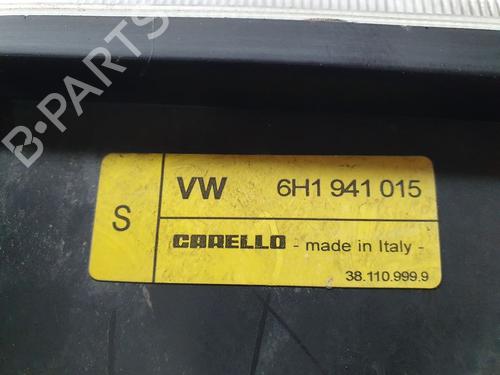 B-PARTS
S
VW 6H1 941 015
CARELLO - made in Italy -
38.110.999.9